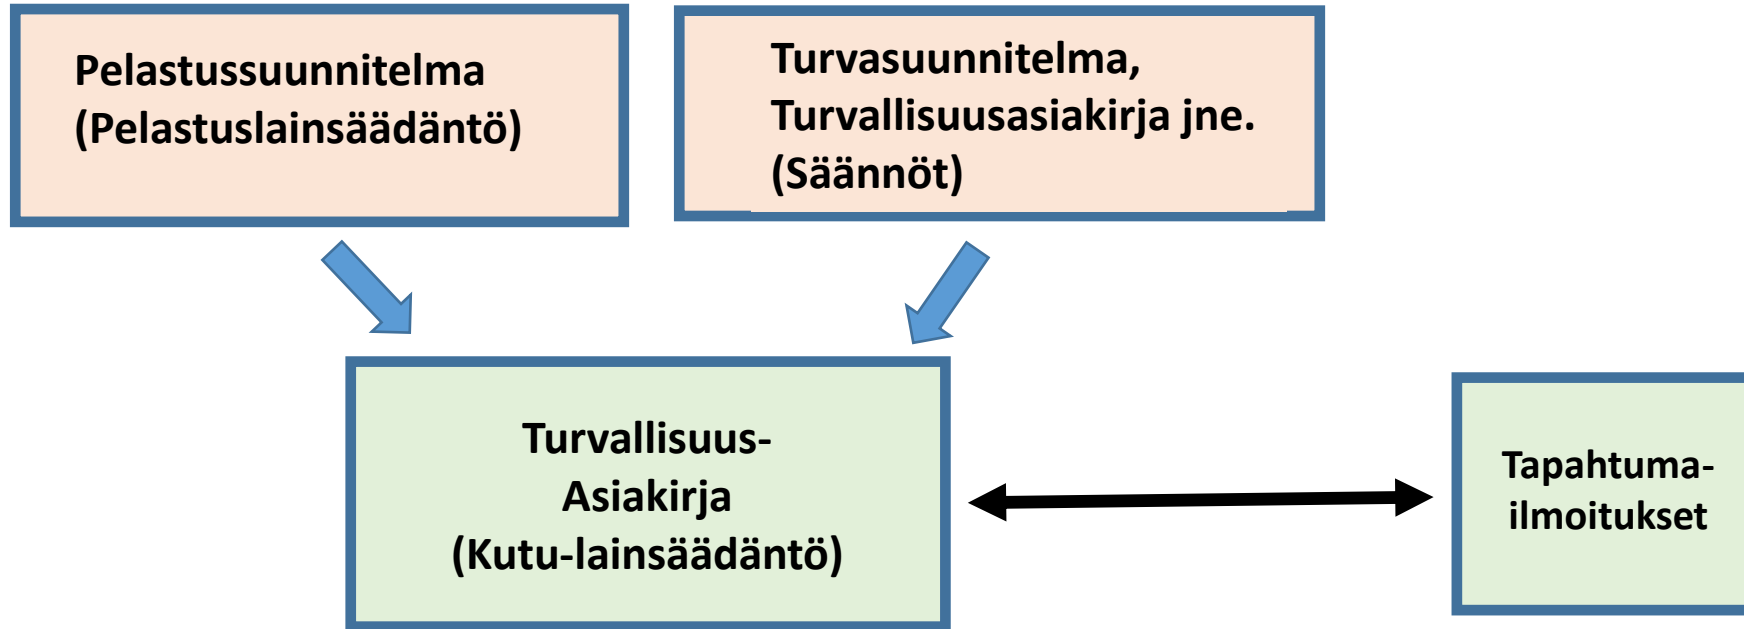 Pelastussuunnitelma
(Pelastuslainsäädäntö)
Turvasuunnitelma,
Turvallisuusasiakirja jne.
(Säännöt)
Turvallisuus-
Asiakirja
(Kutu-lainsäädäntö)
Tapahtuma-
ilmoitukset